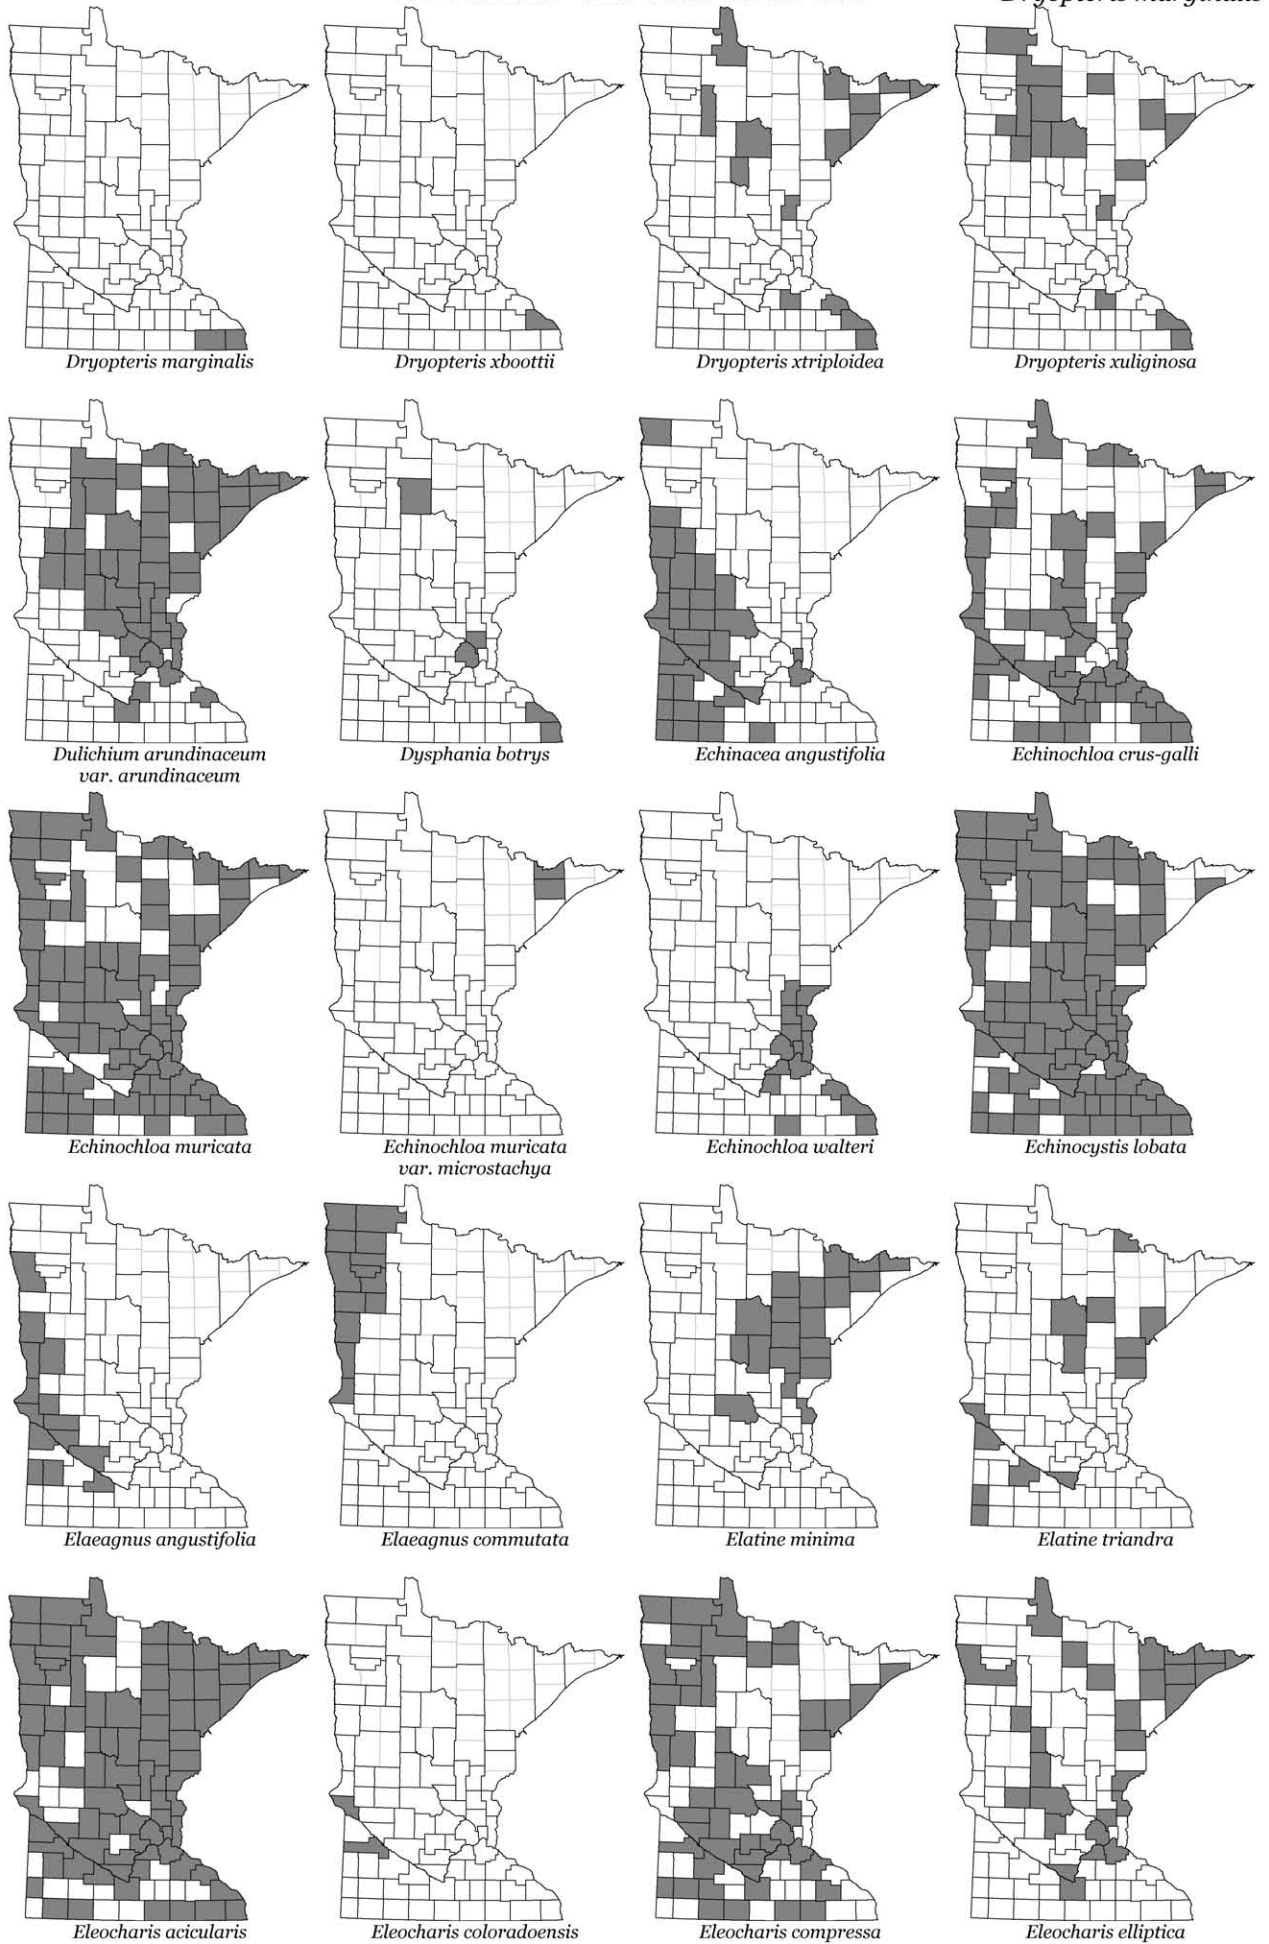 Dryopteris marginalis
Dryopteris marginalis
Dryopteris xboottii
Dryopteris xtriploidea
Dryopteris xuliginosa
Dulichium arundinaceum
var. arundinaceum
Dysphania botrys
Echinacea angustifolia
Echinochloa crus-galli
Echinochloa muricata
Echinochloa muricata
var. microstachya
Echinochloa walteri
Echinocystis lobata
Elaeagnus angustifolia
Elaeagnus commutata
Elatine minima
Elatine triandra
Eleocharis acicularis
Eleocharis coloradoensis
Eleocharis compressa
Eleocharis elliptica